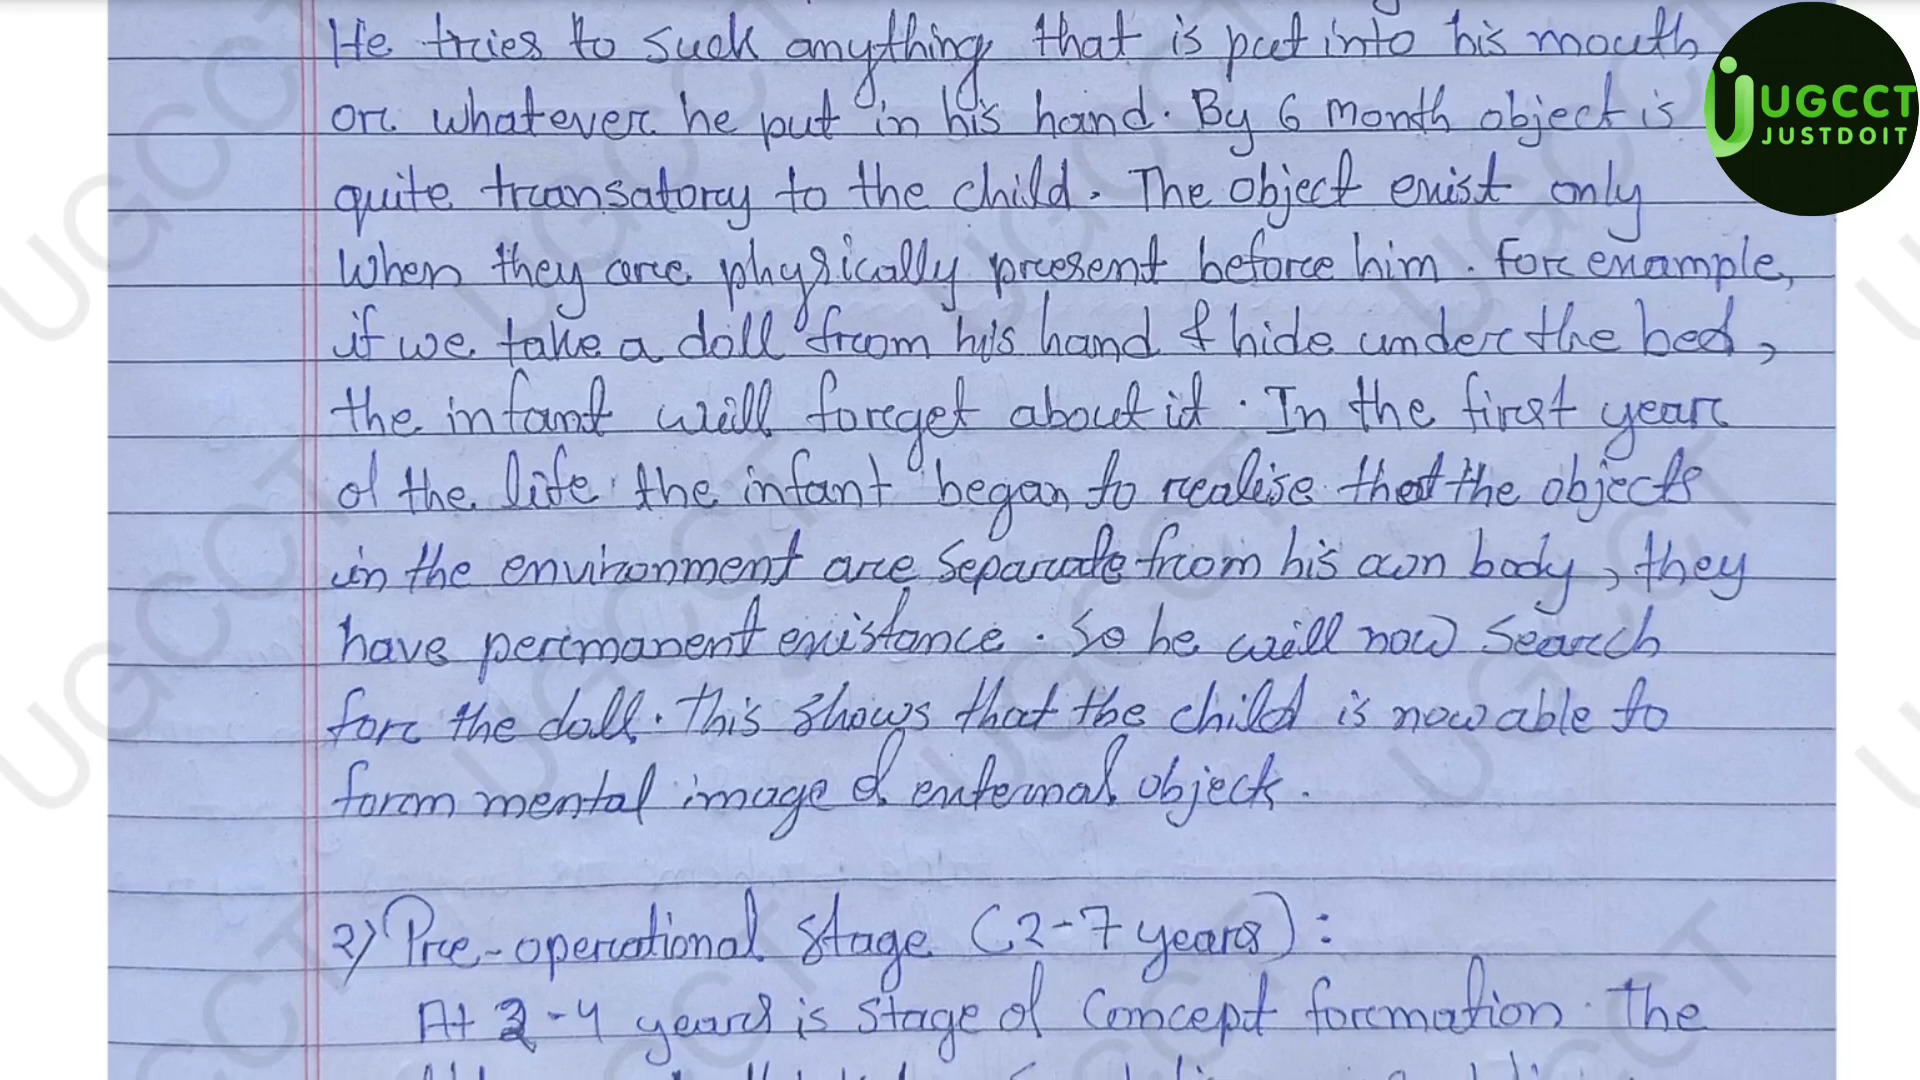 He tries to suck anything that is put into his mouth
or whatever he put in his hand. By 6 month object is
quite transatory to the child. The object exist only
when they are physically present before him. For example,
if we take a doll from his hand & hide under the bed,
the infant will forget about it. In the first year
of the life the infant began to realise that the objects
in the environment are separate from his own body, they
have permanent existance. So he will now search
for the doll. This shows that the child is now able to
form mental image of external object.
2) Pre-operational Stage (2-7 years):
At 2-4 years is stage of Concept formation. The
UGCCT
JUSTDOIT